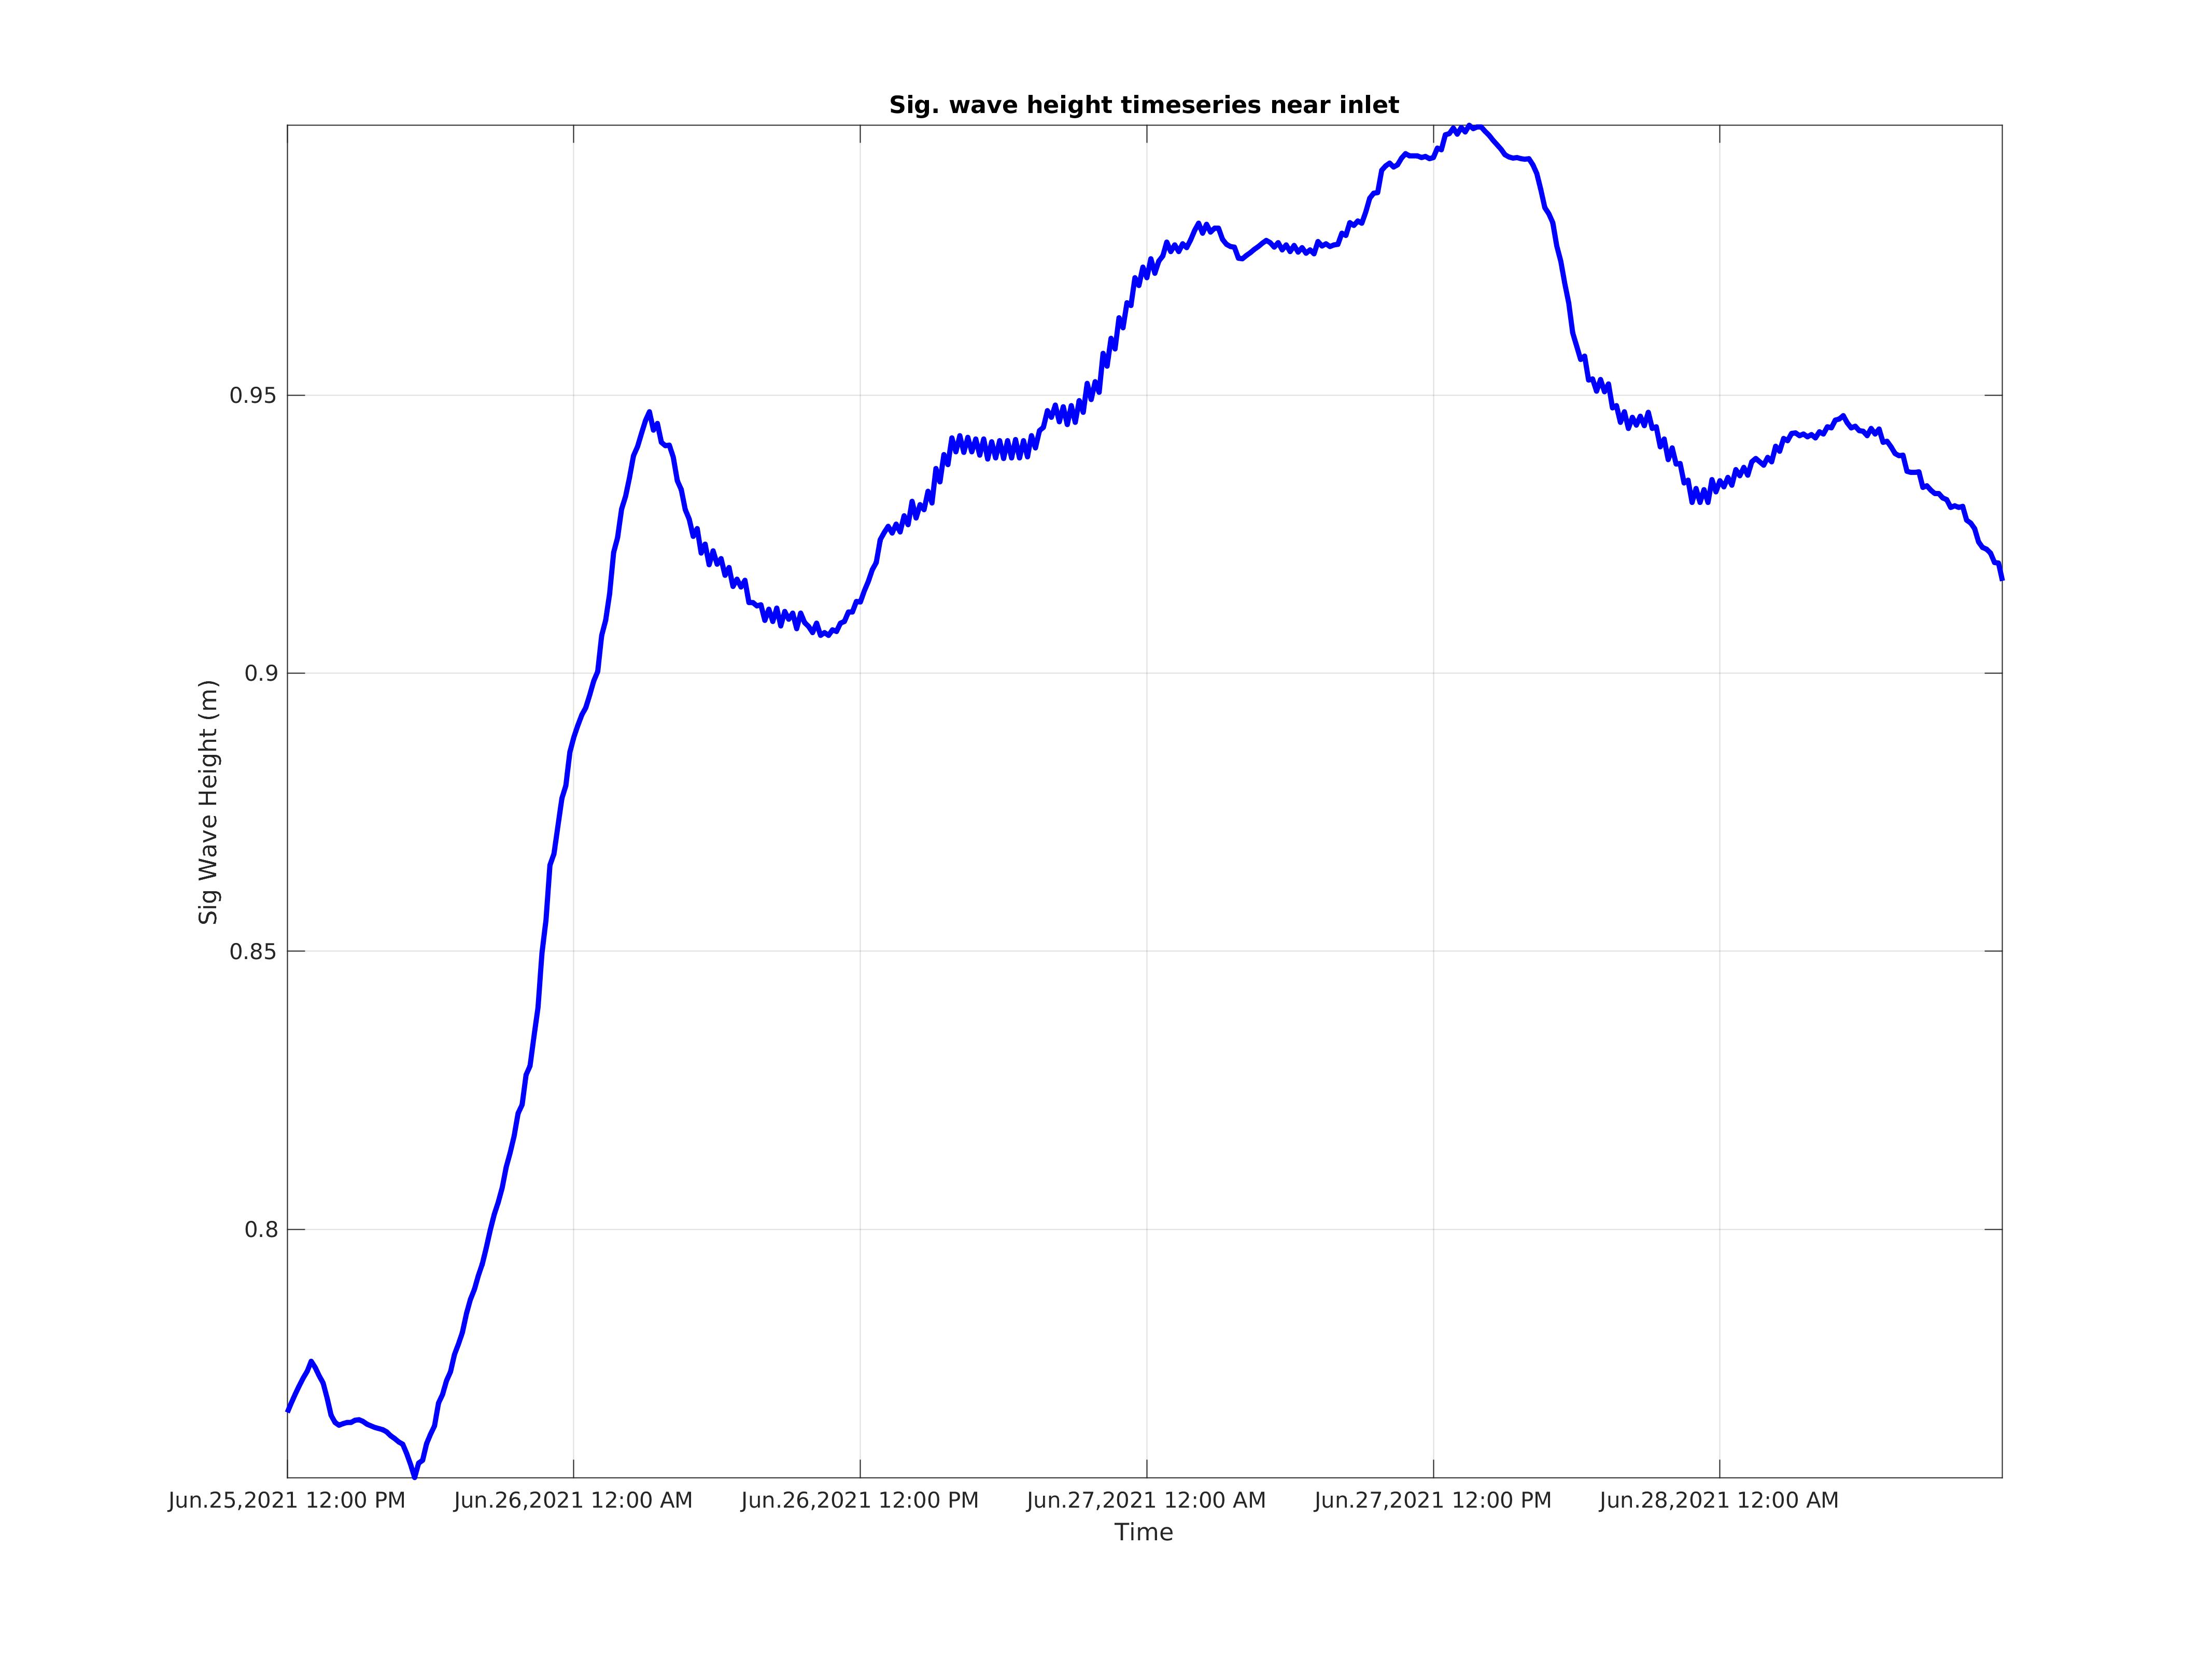 Sig. wave height timeseries near inlet
Sig Wave Height (m)
0.95
0.9
0.85
0.8
Jun.25,2021 12:00 PM Jun.26,2021 12:00 AM Jun.26,2021 12:00 PM Jun.27,2021 12:00 AM Jun.27,2021 12:00 PM Jun.28,2021 12:00 AM
Time